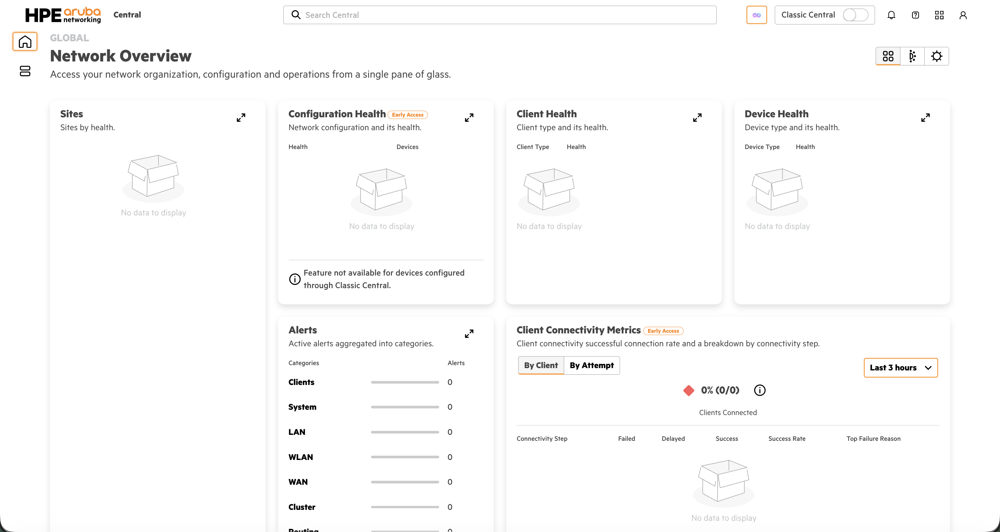 HPE aruba networking
Central
Search Central
Classic Central
GLOBAL
Network Overview
Access your network organization, configuration and operations from a single pane of glass.
Sites
Sites by health.
No data to display
Configuration Health Early Access
Network configuration and its health.
Health Devices
No data to display
Feature not available for devices configured
through Classic Central.
Client Health
Client type and its health.
Client Type Health
No data to display
Device Health
Device type and its health.
Device Type Health
No data to display
Alerts
Active alerts aggregated into categories.
Categories Alerts
Clients 0
System 0
LAN 0
WLAN 0
WAN 0
Cluster 0
Routing 0
Client Connectivity Metrics Early Access
Client connectivity successful connection rate and a breakdown by connectivity step.
By Client By Attempt
Last 3 hours
0% (0/0)
Clients Connected
Connectivity Step Failed Delayed Success Success Rate Top Failure Reason
No data to display